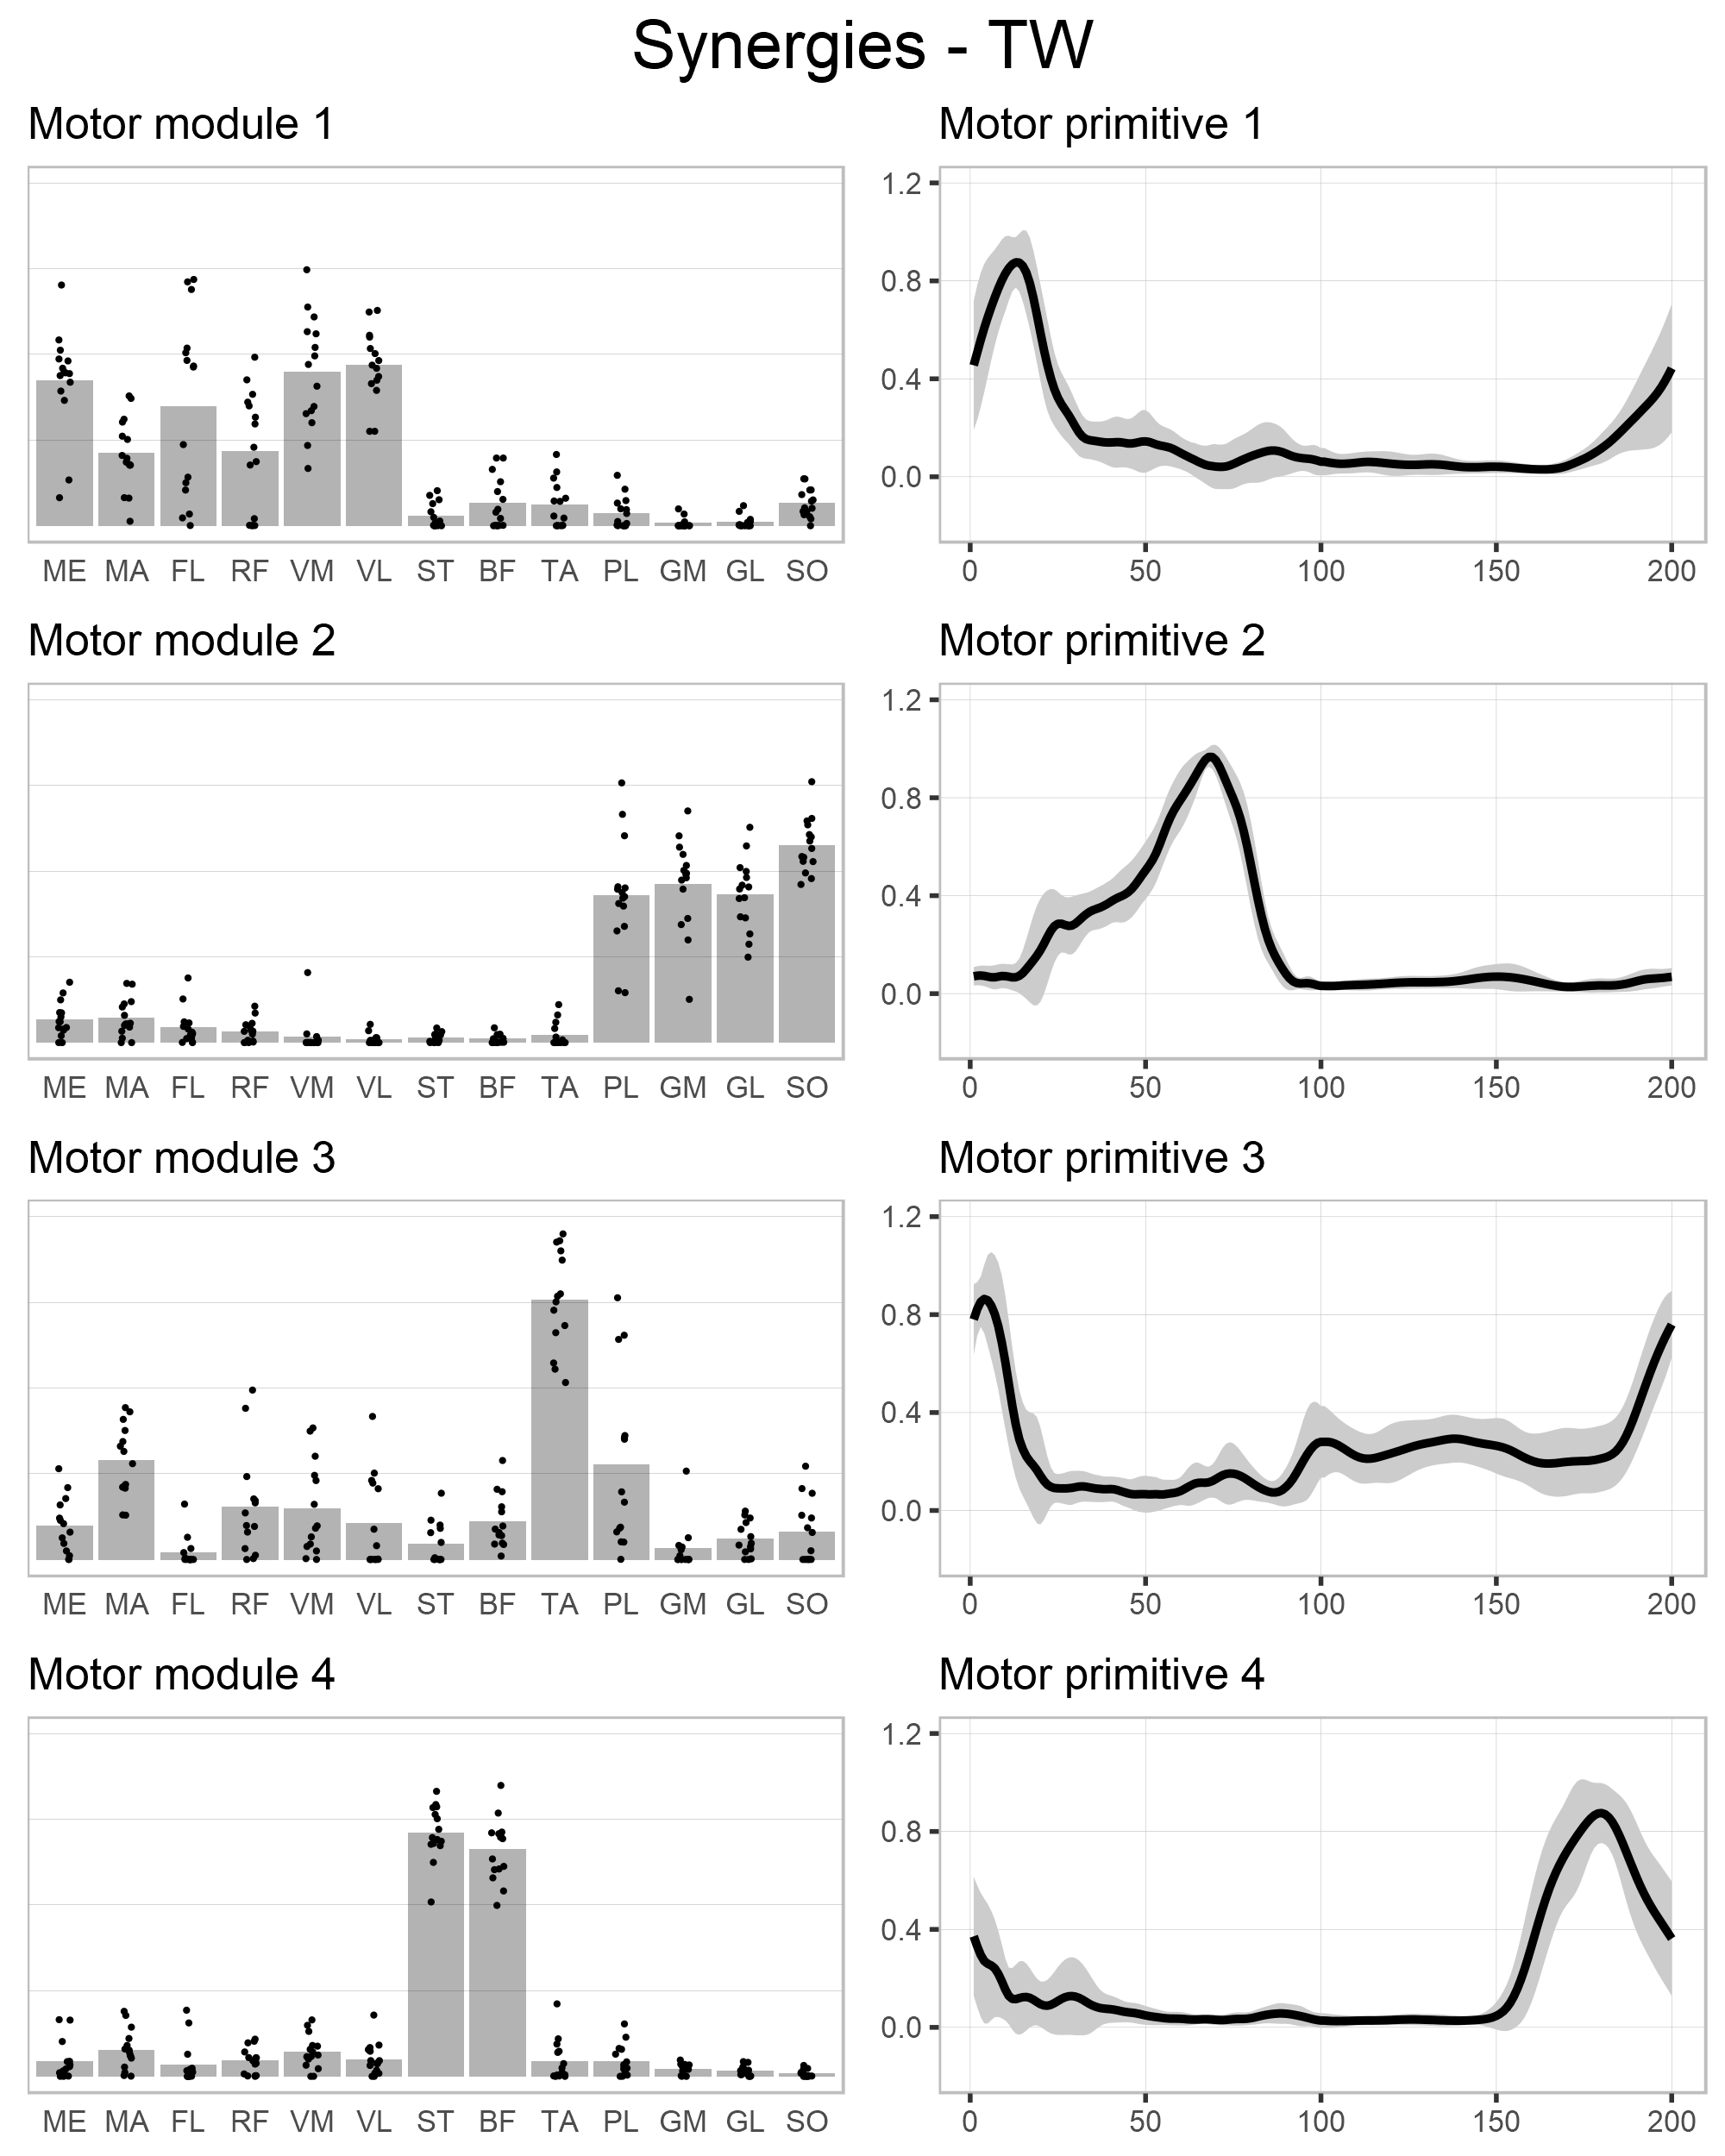 Synergies - TW
Motor module 1
Motor primitive 1
1.2
0.8
0.4
0.0
ME MA FL RF VM VL ST BF TA PL GM GL SO
0 50 100 150 200
Motor module 2
Motor primitive 2
1.2
0.8
0.4
0.0
ME MA FL RF VM VL ST BF TA PL GM GL SO
0 50 100 150 200
Motor module 3
Motor primitive 3
1.2
0.8
0.4
0.0
ME MA FL RF VM VL ST BF TA PL GM GL SO
0 50 100 150 200
Motor module 4
Motor primitive 4
1.2
0.8
0.4
0.0
ME MA FL RF VM VL ST BF TA PL GM GL SO
0 50 100 150 200